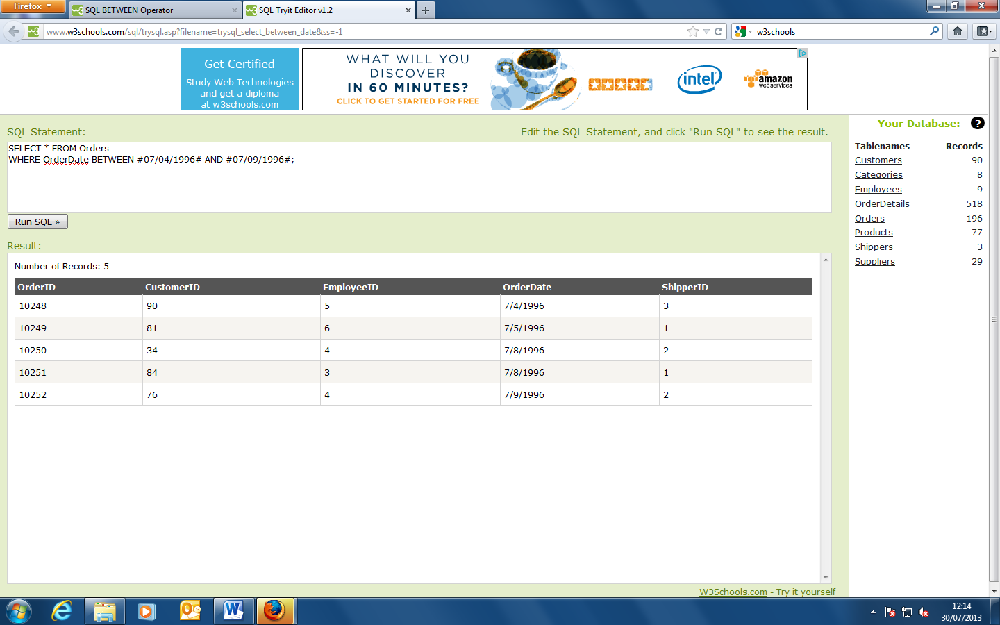 Firefox
SQL BETWEEN Operator
SQL Tryit Editor v1.2
www.w3schools.com/sql/trysql.asp?filename=trysql_select_between_date&ss=-1
w3schools
Get Certified
Study Web Technologies
and get a diploma
at w3schools.com
WHAT WILL YOU
DISCOVER
IN 60 MINUTES?
CLICK TO GET STARTED FOR FREE
intel
amazon
webservices
SQL Statement:
Edit the SQL Statement, and click "Run SQL" to see the result.
SELECT * FROM Orders
WHERE OrderDate BETWEEN #07/04/1996# AND #07/09/1996#;
Run SQL »
Result:
Number of Records: 5
OrderID CustomerID EmployeeID OrderDate ShipperID
10248 90 5 7/4/1996 3
10249 81 6 7/5/1996 1
10250 34 4 7/8/1996 2
10251 84 3 7/8/1996 1
10252 76 4 7/9/1996 2
W3Schools.com - Try it yourself
Your Database: ?
Tablenames Records
Customers 90
Categories 8
Employees 9
OrderDetails 518
Orders 196
Products 77
Shippers 3
Suppliers 29
12:14
30/07/2013